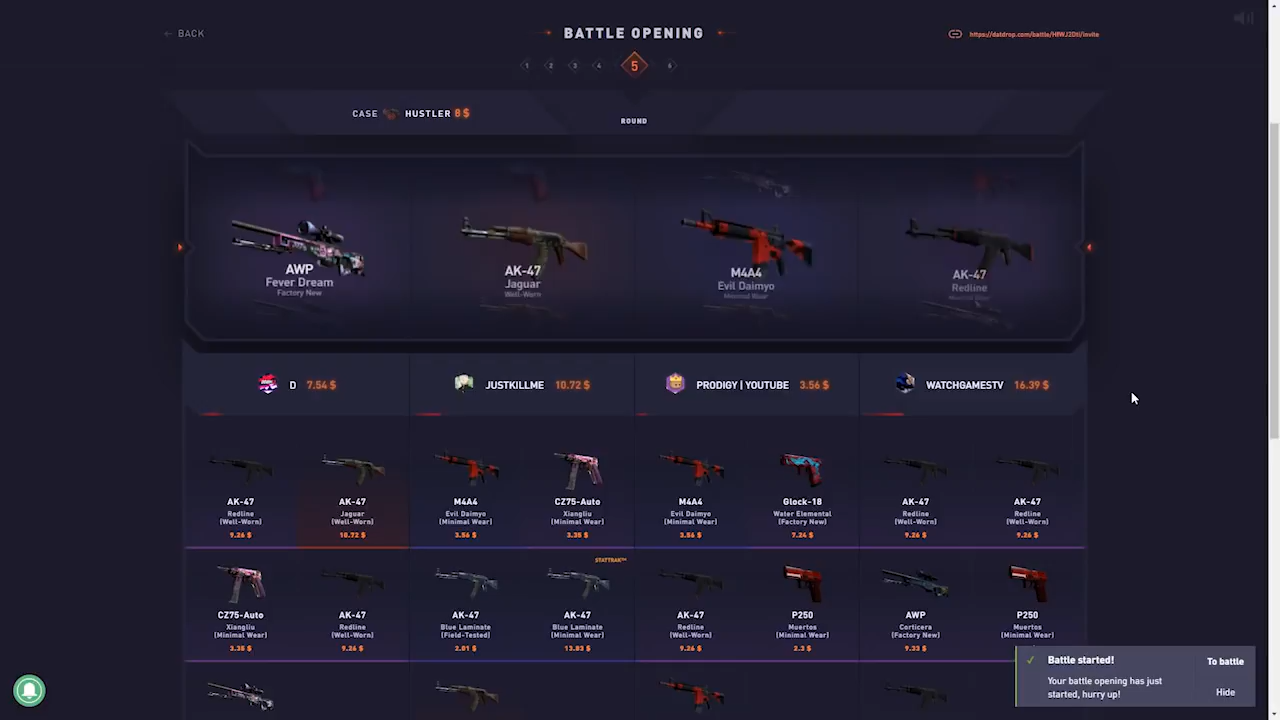 BACK
BATTLE OPENING
https://datdrop.com/battle/HfWJ2Dti/invite
1 2 3 4 5 6
CASE HUSTLER 8 $
ROUND
AWP
Fever Dream
Factory New
AK-47
Jaguar
Well-Worn
M4A4
Evil Daimyo
Minimal Wear
AK-47
Redline
D 7.54 $
JUSTKILLME 10.72 $
PRODIGY | YOUTUBE 3.56 $
WATCHGAMESTV 16.39 $
AK-47
Redline
(Well-Worn)
9.26 $
AK-47
Jaguar
(Well-Worn)
10.72 $
M4A4
Evil Daimyo
(Minimal Wear)
3.56 $
CZ75-Auto
Xiangliu
(Minimal Wear)
3.35 $
M4A4
Evil Daimyo
(Minimal Wear)
3.56 $
Glock-18
Water Elemental
(Factory New)
7.24 $
AK-47
Redline
(Well-Worn)
9.26 $
AK-47
Redline
(Well-Worn)
9.26 $
CZ75-Auto
Xiangliu
(Minimal Wear)
3.35 $
AK-47
Redline
(Well-Worn)
9.26 $
AK-47
Blue Laminate
(Field-Tested)
2.81 $
STATTRAK™
AK-47
Blue Laminate
(Minimal Wear)
13.83 $
AK-47
Redline
(Well-Worn)
9.26 $
P250
Muertos
(Factory New)
2.3 $
AWP
Corticera
(Factory New)
9.33 $
P250
Muertos
(Minimal Wear)
Battle started!
Your battle opening has just
started, hurry up!
To battle
Hide